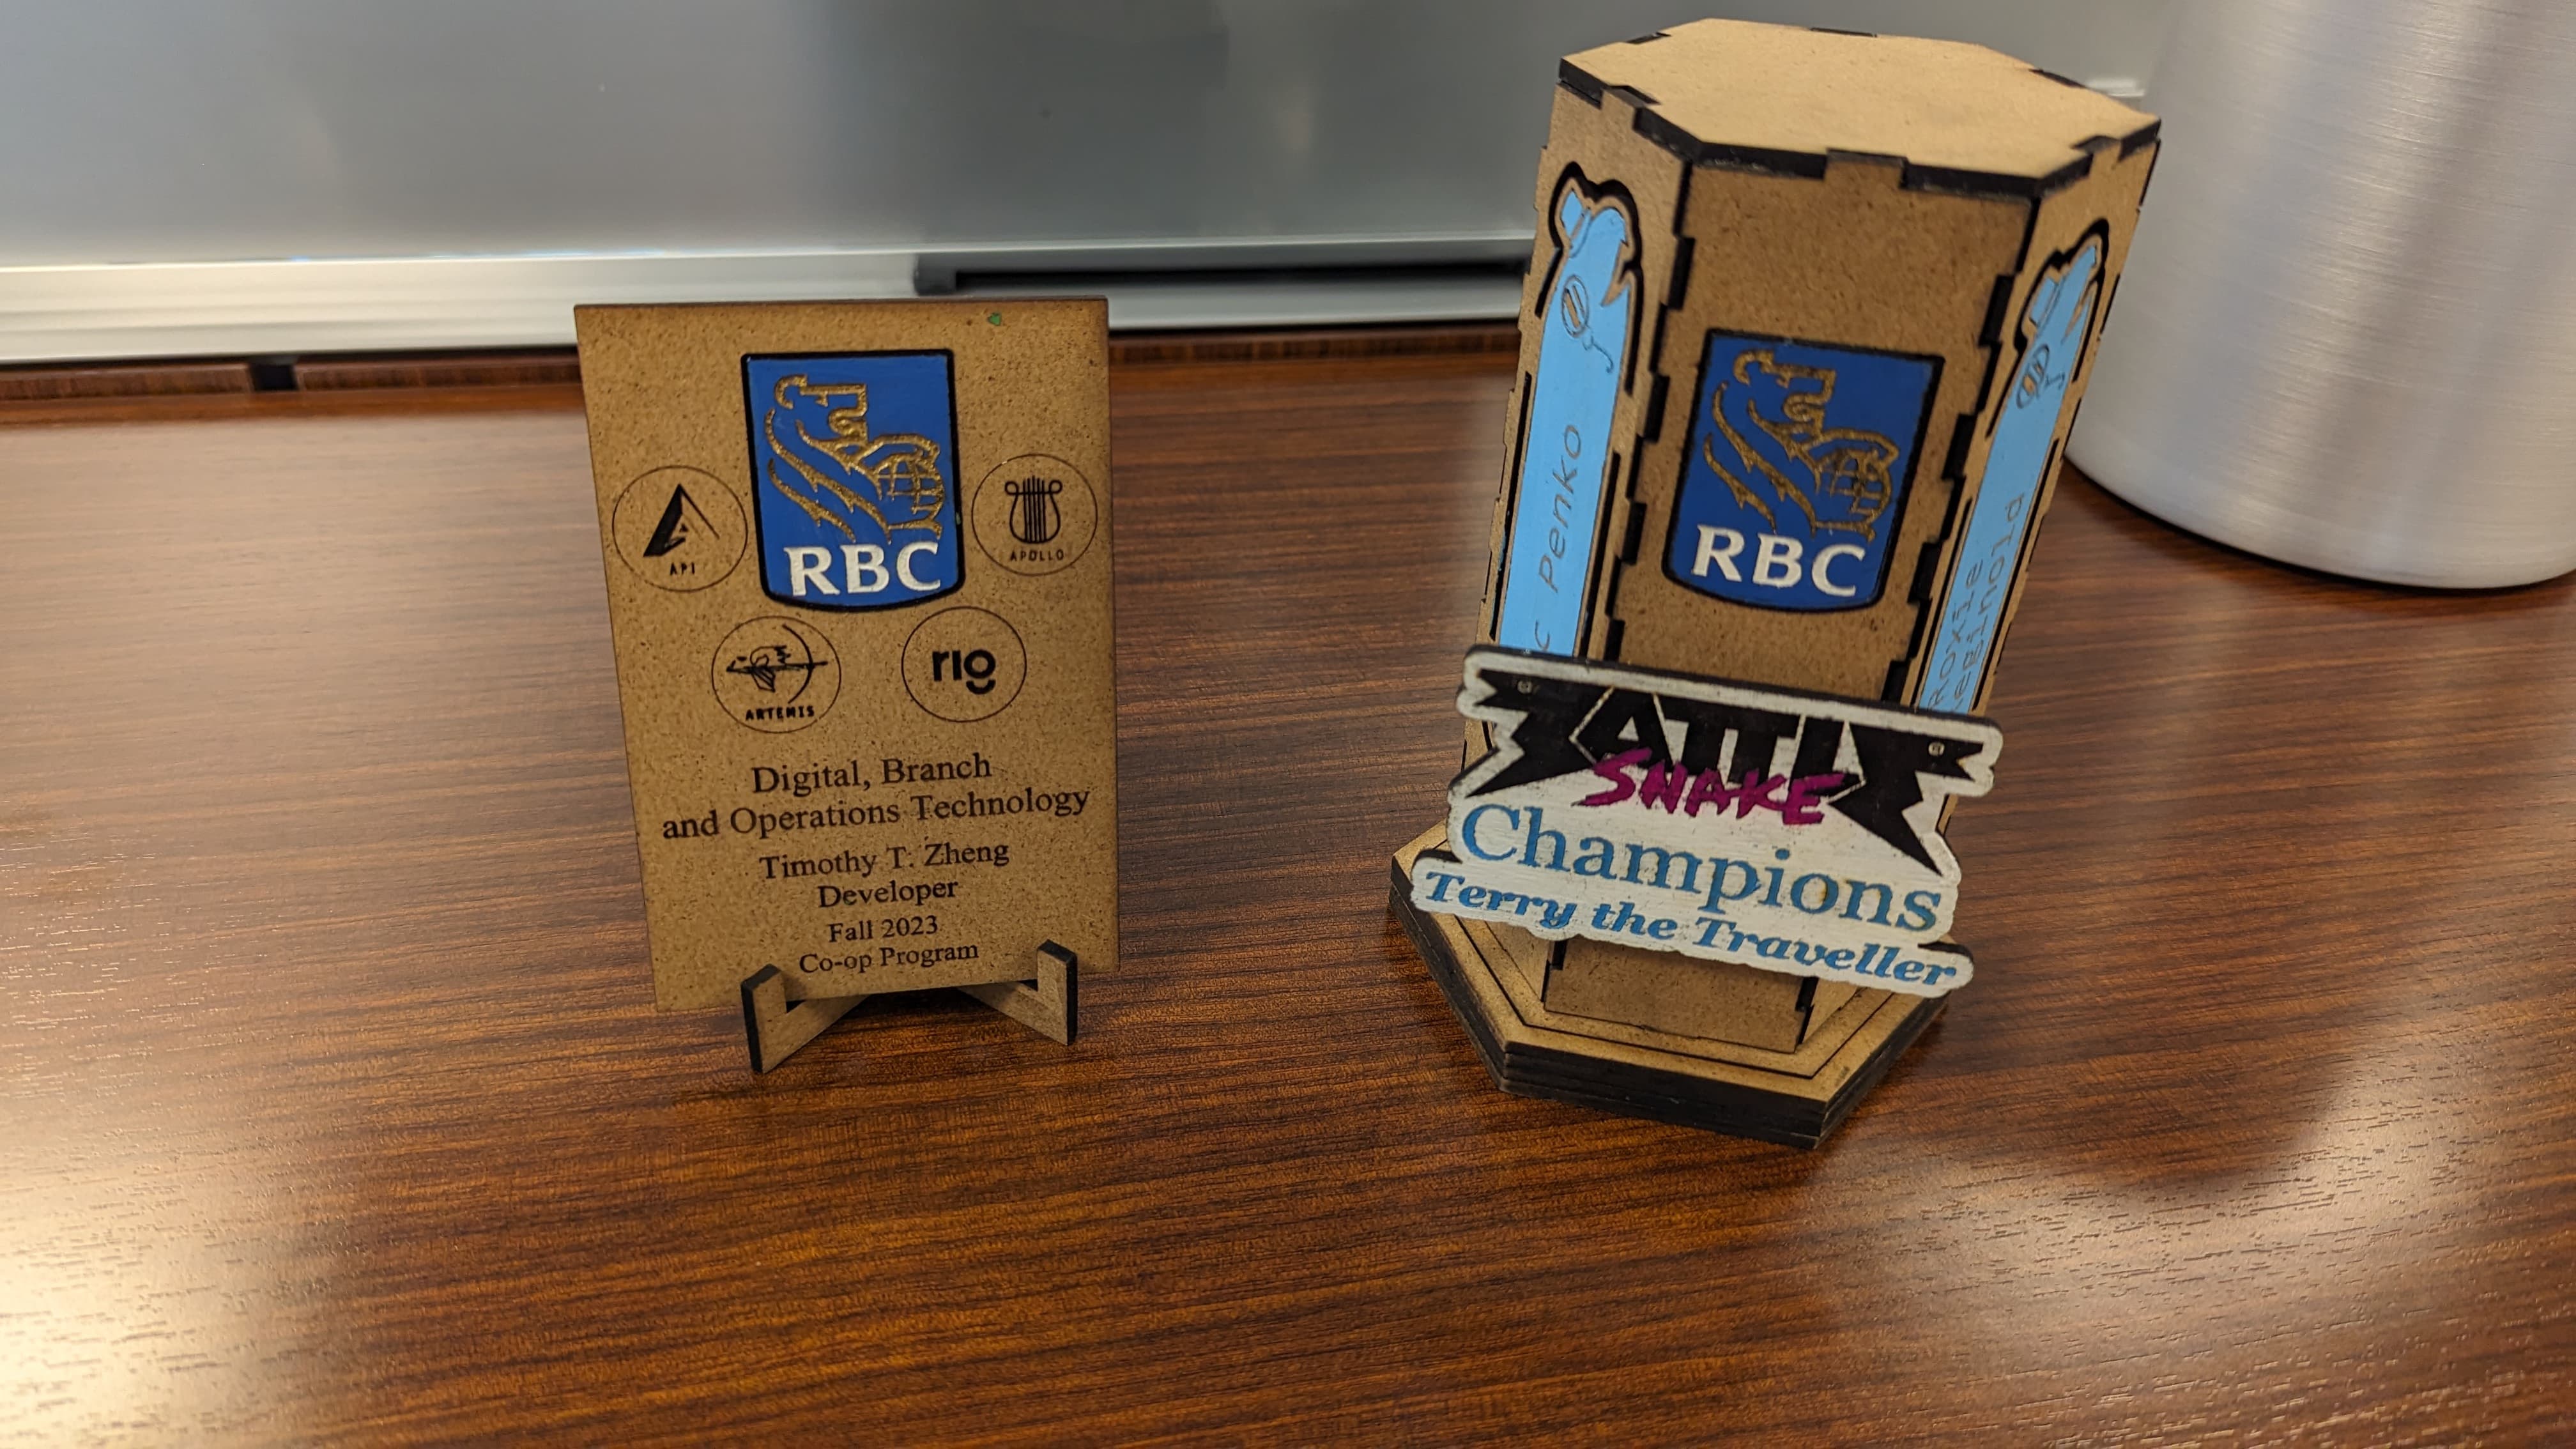 RBC
API
APOLLO
ARTEMIS
rig
Digital, Branch
and Operations Technology
Timothy T. Zheng
Developer
Fall 2023
Co-op Program
Penko
RBC
Roxie
BATTLE
SNAKE
Champions
Terry the Traveller